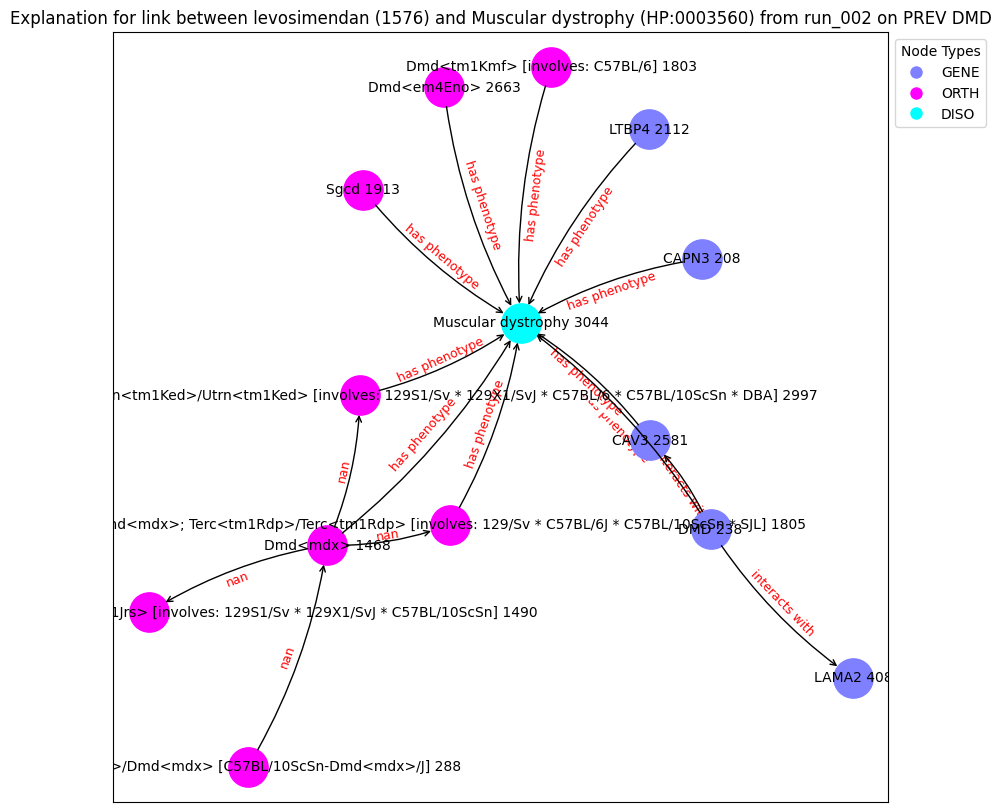 Explanation for link between levosimendan (1576) and Muscular dystrophy (HP:0003560) from run_002 on PREV DMD
Node Types
GENE
ORTH
DISO
Dmd<tm1Kmf> [involves: C57BL/6] 1803
Dmd<em4Eno> 2663
LTBP4 2112
has phenotype
has phenotype
has phenotype
Sgcd 1913
has phenotype
CAPN3 208
has phenotype
Muscular dystrophy 3044
has phenotype
has phenotype
n<tm1Ked>/Utrn<tm1Ked> [involves: 129S1/Sv * 129X1/SvJ * C57BL/6 * C57BL/10ScSn * DBA] 2997
has phenotype
has phenotype
has phenotype
CAV3 2581
nan
interacts wi
nd<mdx>; Terc<tm1Rdp>/Terc<tm1Rdp> [involves: 129/Sv * C57BL/6J * C57BL/10ScSn * SJL] 1805
DMD 238
nan
Dmd<mdx> 1468
nan
interacts with
1Jrs> [involves: 129S1/Sv * 129X1/SvJ * C57BL/10ScSn] 1490
nan
LAMA2 408
>/Dmd<mdx> [C57BL/10ScSn-Dmd<mdx>/J] 288